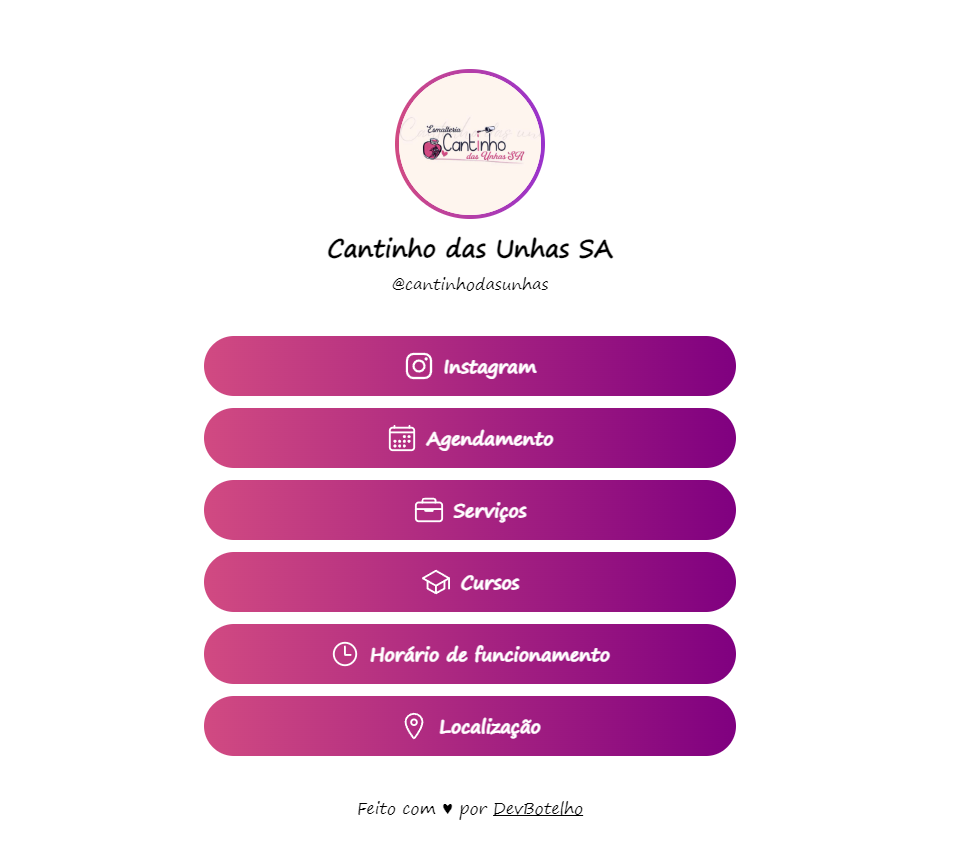 Esmalteria
Cantinho
das Unhas SA
Cantinho das Unhas SA
@cantinhodasunhas
Instagram
Agendamento
Serviços
Cursos
Horário de funcionamento
Localização
Feito com ♥ por DevBotelho